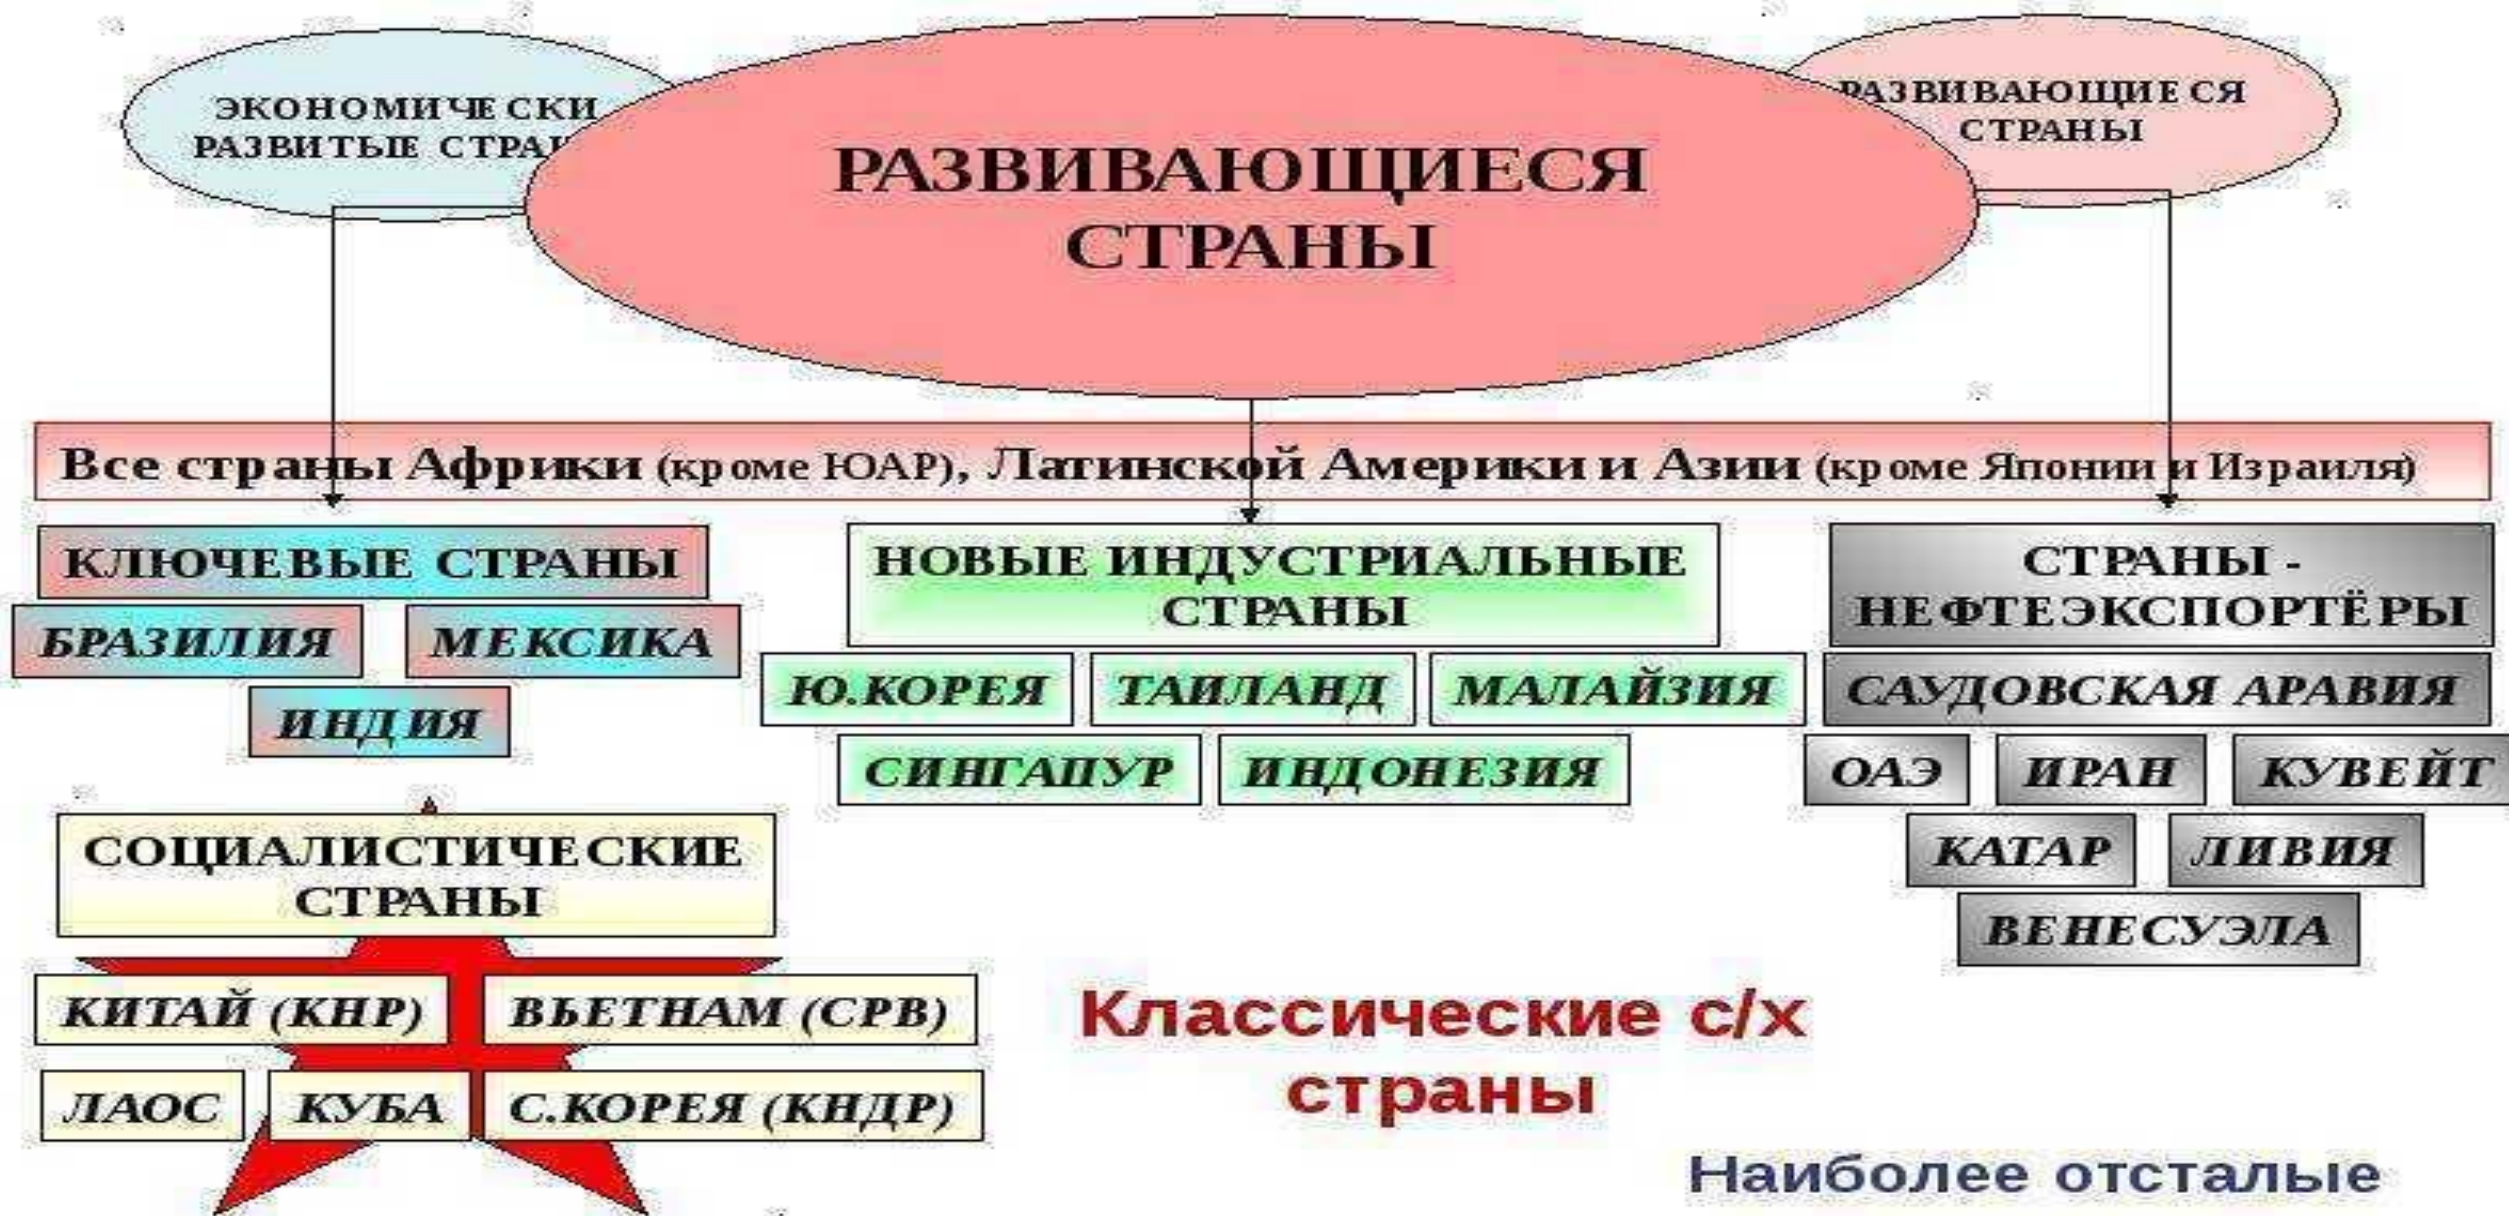 ЭКОНОМИЧЕСКИ
РАЗВИТЫЕ
РАЗВИВАЮЩИЕСЯ
СТРАНЫ
РАЗВИВАЮЩИЕСЯ
СТРАНЫ
Все страны Африки (кроме ЮАР), Латинской Америки и Азии (кроме Японии и Израиля)
КЛЮЧЕВЫЕ СТРАНЫ
БРАЗИЛИЯ
МЕКСИКА
ИНДИЯ
НОВЫЕ ИНДУСТРИАЛЬНЫЕ
СТРАНЫ
Ю.КОРЕЯ
ТАИЛАНД
МАЛАЙЗИЯ
СИНГАПУР
ИНДОНЕЗИЯ
СТРАНЫ -
НЕФТЕЭКСПОРТЁРЫ
САУДОВСКАЯ АРАВИЯ
ОАЭ
ИРАН
КУВЕЙТ
КАТАР
ЛИВИЯ
ВЕНЕСУЭЛА
СОЦИАЛИСТИЧЕСКИЕ
СТРАНЫ
КИТАЙ (КНР)
ВЬЕТНАМ (СРВ)
ЛАОС
КУБА
С.КОРЕЯ (КНДР)
Классические с/х
страны
Наиболее отсталые